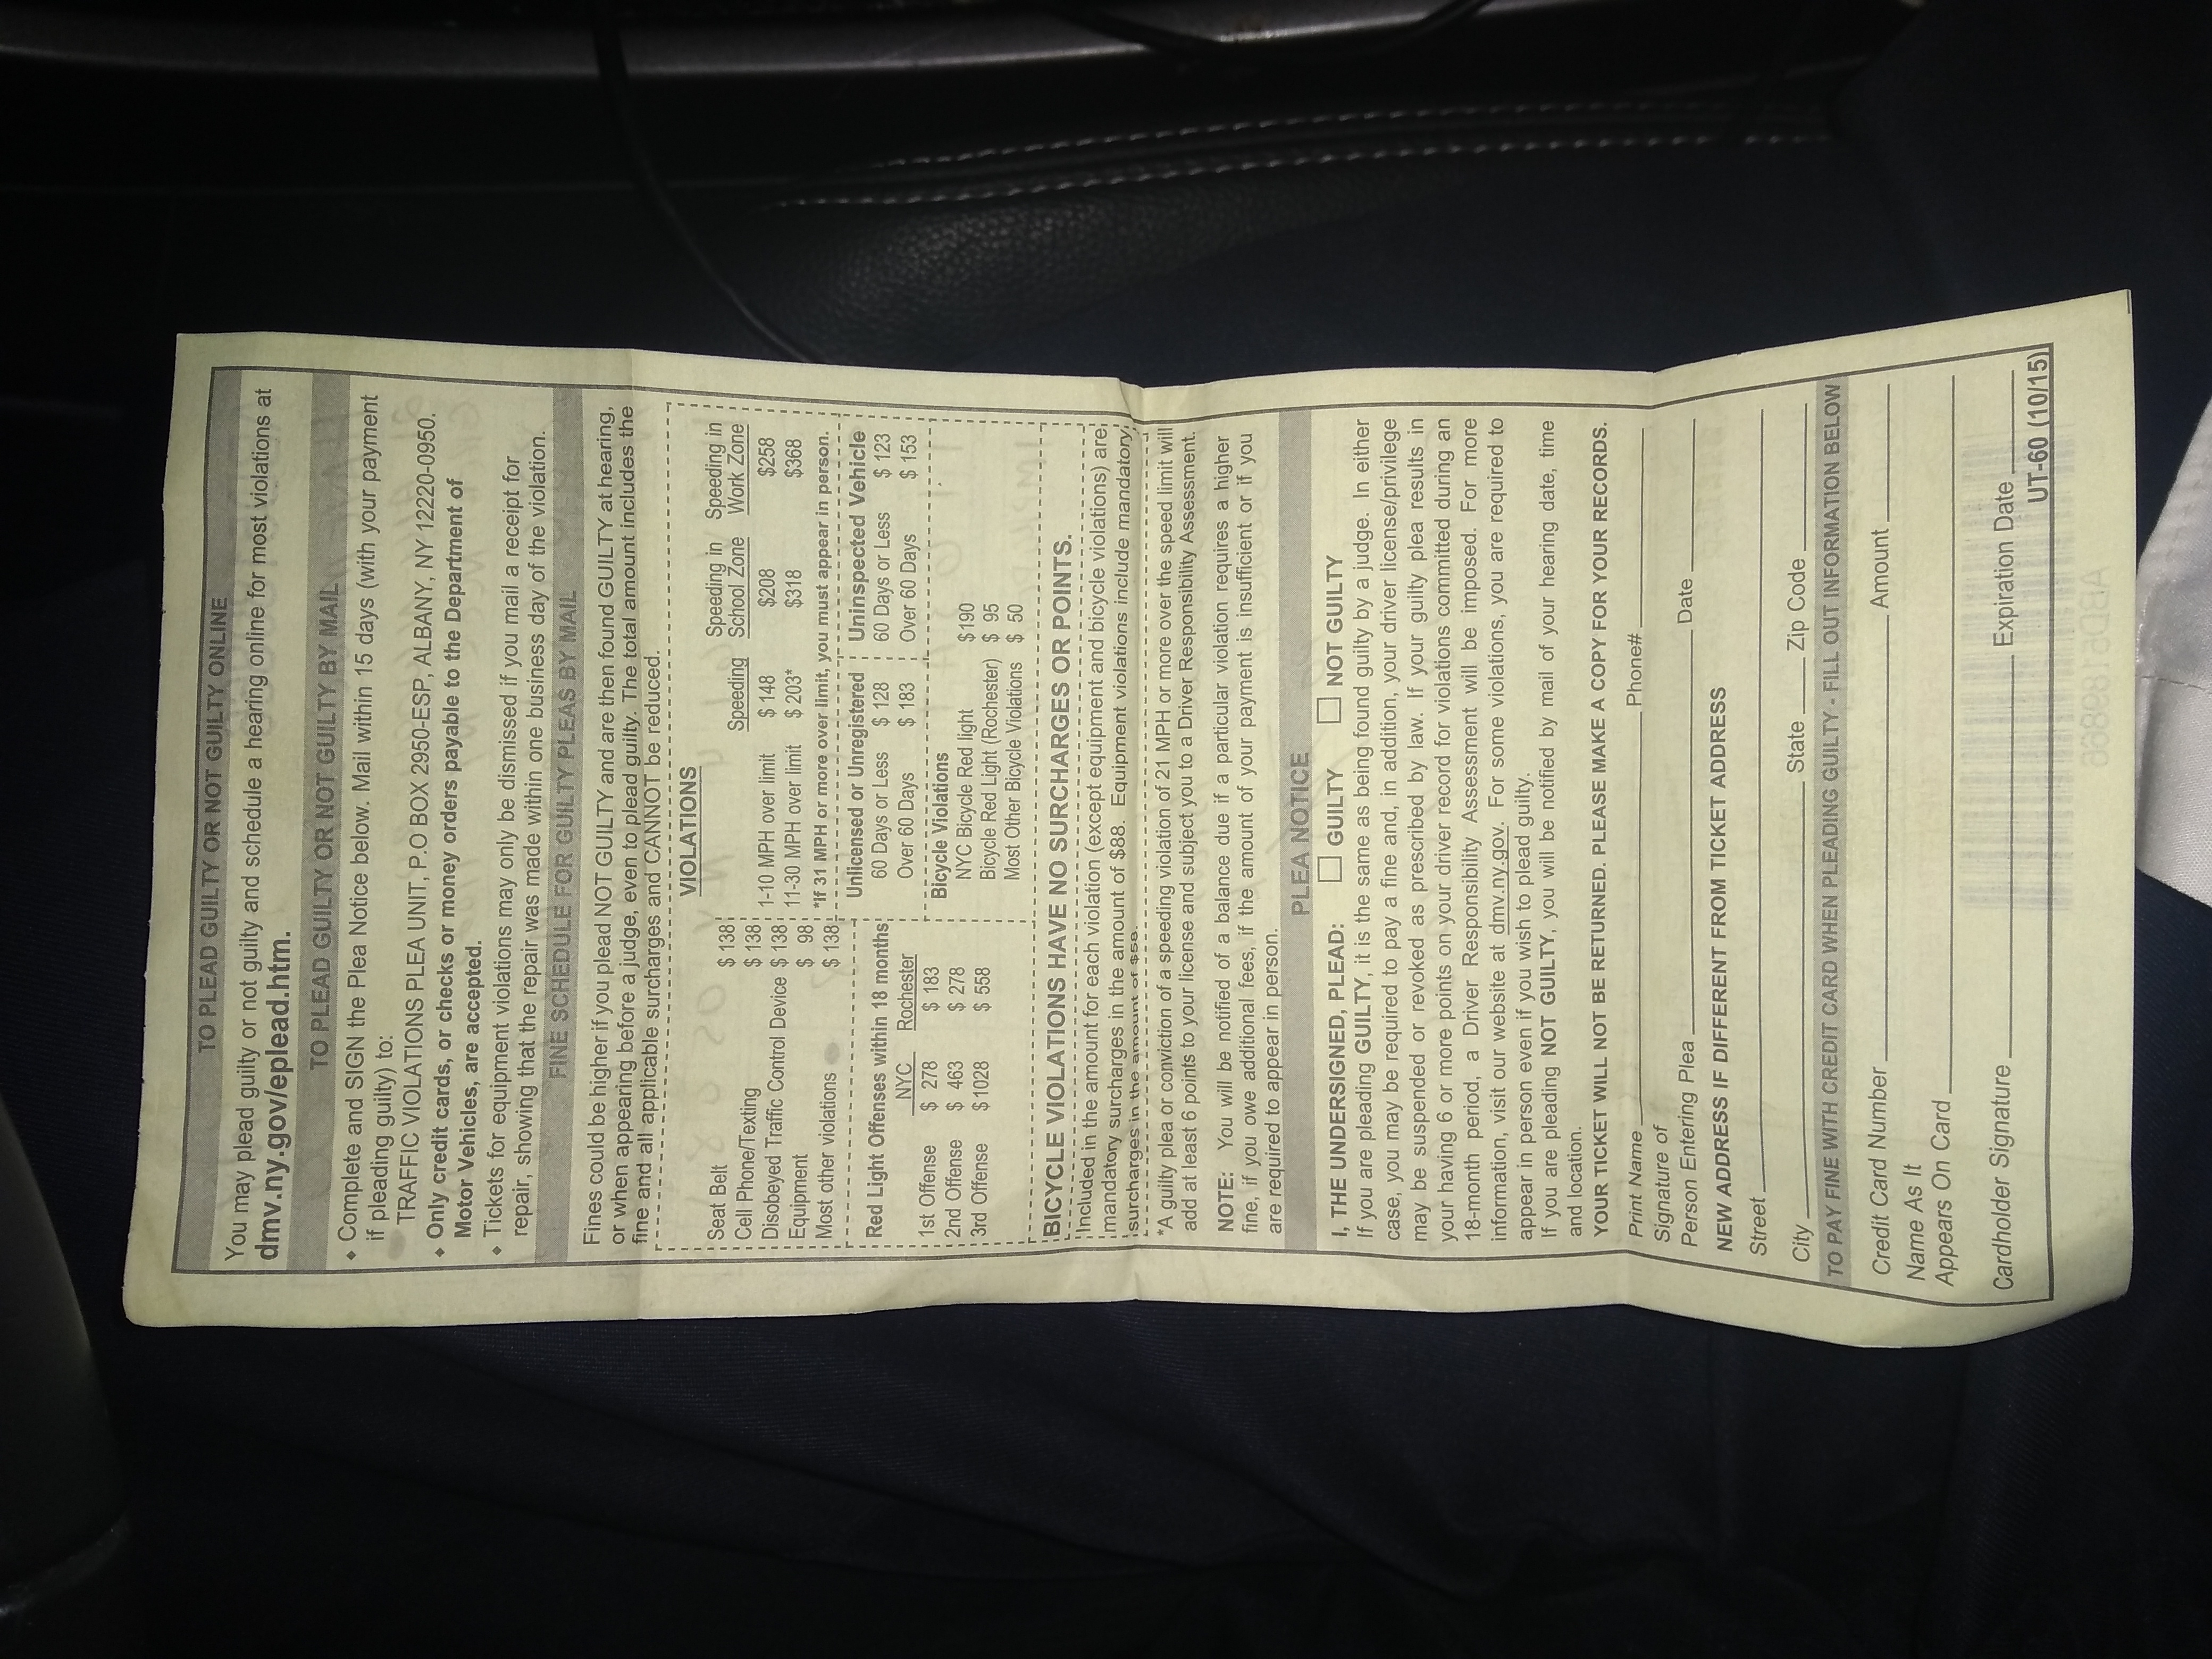 TO PLEAD GUILTY OR NOT GUILTY ONLINE
You may plead guilty or not guilty and schedule a hearing online for most violations at
dmv.ny.gov/eplead.htm.
TO PLEAD GUILTY OR NOT GUILTY BY MAIL
♦ Complete and SIGN the Plea Notice below. Mail within 15 days (with your payment
if pleading guilty) to:
TRAFFIC VIOLATIONS PLEA UNIT, P.O BOX 2950-ESP, ALBANY, NY 12220-0950.
♦ Only credit cards, or checks or money orders payable to the Department of
Motor Vehicles, are accepted.
♦ Tickets for equipment violations may only be dismissed if you mail a receipt for
repair, showing that the repair was made within one business day of the violation.
FINE SCHEDULE FOR GUILTY PLEAS BY MAIL
Fines could be higher if you plead NOT GUILTY and are then found GUILTY at hearing,
or when appearing before a judge, even to plead guilty. The total amount includes the
fine and all applicable surcharges and CANNOT be reduced.
VIOLATIONS
Seat Belt $ 138
Cell Phone/Texting $ 138
Disobeyed Traffic Control Device $ 138
Equipment $ 98
Most other violations $ 138
Speeding Speeding in School Zone Speeding in Work Zone
1-10 MPH over limit $ 148 $208 $258
11-30 MPH over limit $ 203* $318 $368
*If 31 MPH or more over limit, you must appear in person.
Red Light Offenses within 18 months
NYC Rochester
1st Offense $ 278 $ 183
2nd Offense $ 463 $ 278
3rd Offense $1028 $ 558
Unlicensed or Unregistered
60 Days or Less $ 128
Over 60 Days $ 183
Uninspected Vehicle
60 Days or Less $ 123
Over 60 Days $ 153
Bicycle Violations
NYC Bicycle Red light $190
Bicycle Red Light (Rochester) $ 95
Most Other Bicycle Violations $ 50
BICYCLE VIOLATIONS HAVE NO SURCHARGES OR POINTS.
Included in the amount for each violation (except equipment and bicycle violations) are
mandatory surcharges in the amount of $88. Equipment violations include mandatory
surcharges in the amount of $58.
*A guilty plea or conviction of a speeding violation of 21 MPH or more over the speed limit will
add at least 6 points to your license and subject you to a Driver Responsibility Assessment.
NOTE: You will be notified of a balance due if a particular violation requires a higher
fine, if you owe additional fees, if the amount of your payment is insufficient or if you
are required to appear in person.
PLEA NOTICE
I, THE UNDERSIGNED, PLEAD: GUILTY NOT GUILTY
If you are pleading GUILTY, it is the same as being found guilty by a judge. In either
case, you may be required to pay a fine and, in addition, your driver license/privilege
may be suspended or revoked as prescribed by law. If your guilty plea results in
your having 6 or more points on your driver record for violations committed during an
18-month period, a Driver Responsibility Assessment will be imposed. For more
information, visit our website at dmv.ny.gov. For some violations, you are required to
appear in person even if you wish to plead guilty.
If you are pleading NOT GUILTY, you will be notified by mail of your hearing date, time
and location.
YOUR TICKET WILL NOT BE RETURNED. PLEASE MAKE A COPY FOR YOUR RECORDS.
Print Name Phone#
Signature of
Person Entering Plea Date
NEW ADDRESS IF DIFFERENT FROM TICKET ADDRESS
Street
City State Zip Code
TO PAY FINE WITH CREDIT CARD WHEN PLEADING GUILTY - FILL OUT INFORMATION BELOW
Credit Card Number Amount
Name As It
Appears On Card
Cardholder Signature Expiration Date
UT-60 (10/15)